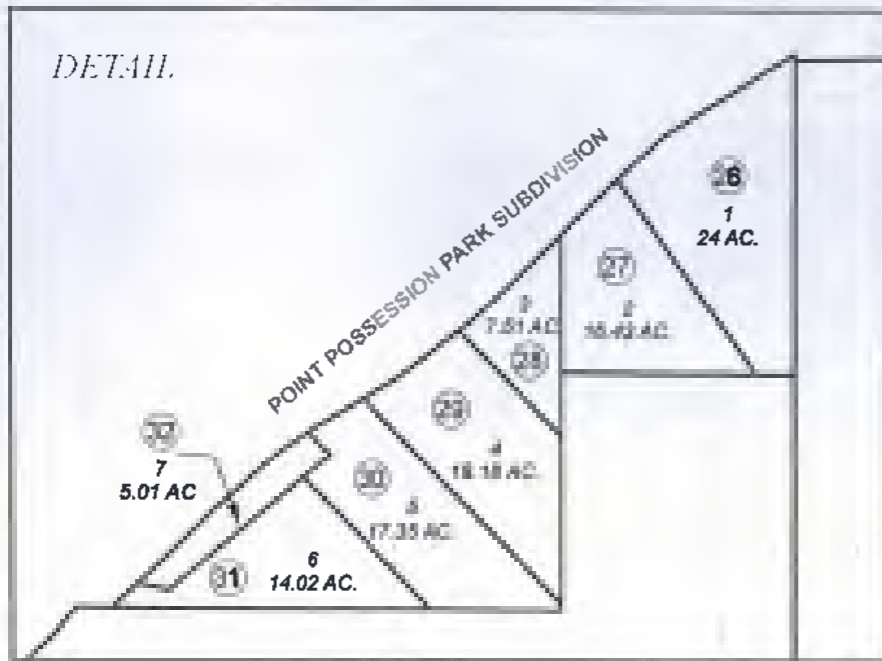 DETAIL
POINT POSSESSION PARK SUBDIVISION
26
1
24 AC.
27
2
28
29
4
30
5
17.35 AC.
32
7
5.01 AC
31
6
14.02 AC.